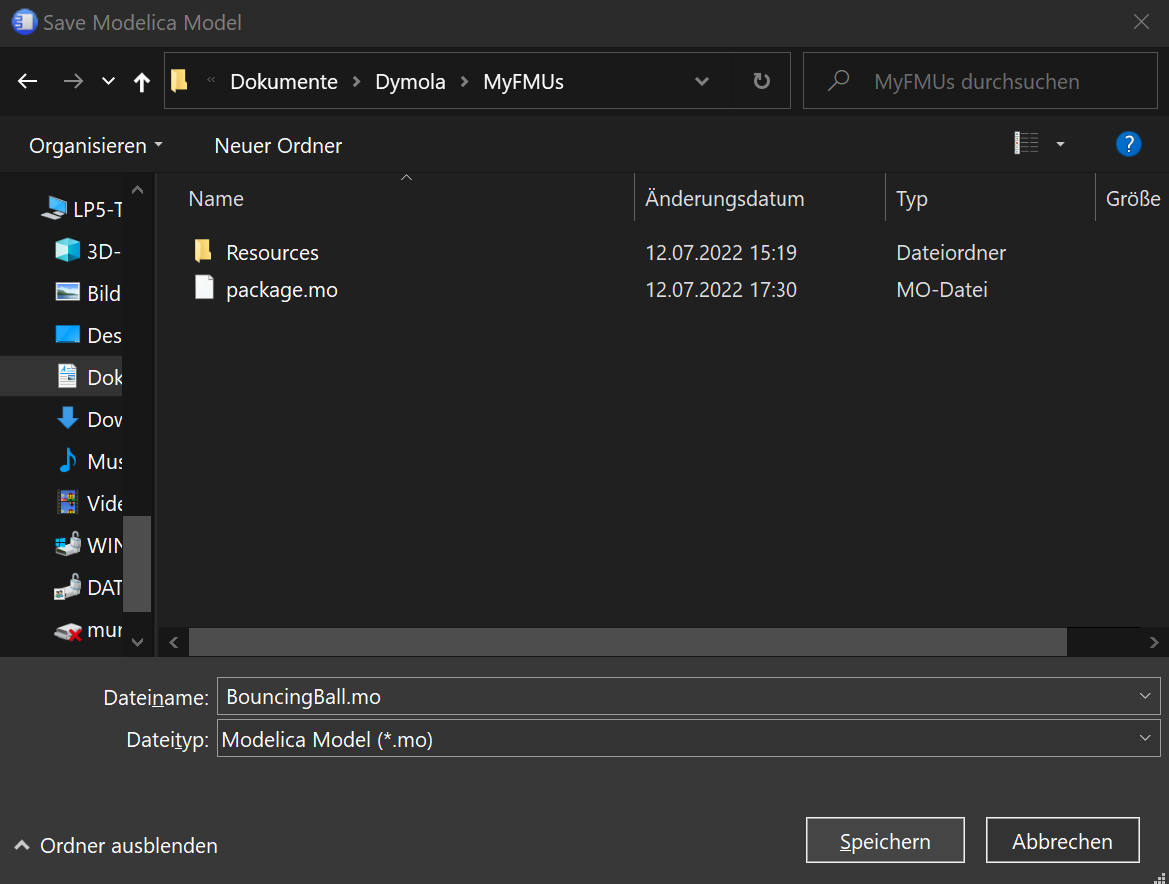 Save Modelica Model
« Dokumente > Dymola > MyFMUs
MyFMUs durchsuchen
Organisieren
Neuer Ordner
?
Name
Änderungsdatum
Typ
Größe
Resources 12.07.2022 15:19 Dateiordner
package.mo 12.07.2022 17:30 MO-Datei
LP5-T
3D-
Bild
Des
Dok
Dow
Mus
Vide
WIN
DAT
mur
Dateiname: BouncingBall.mo
Dateityp: Modelica Model (*.mo)
Ordner ausblenden
Speichern
Abbrechen